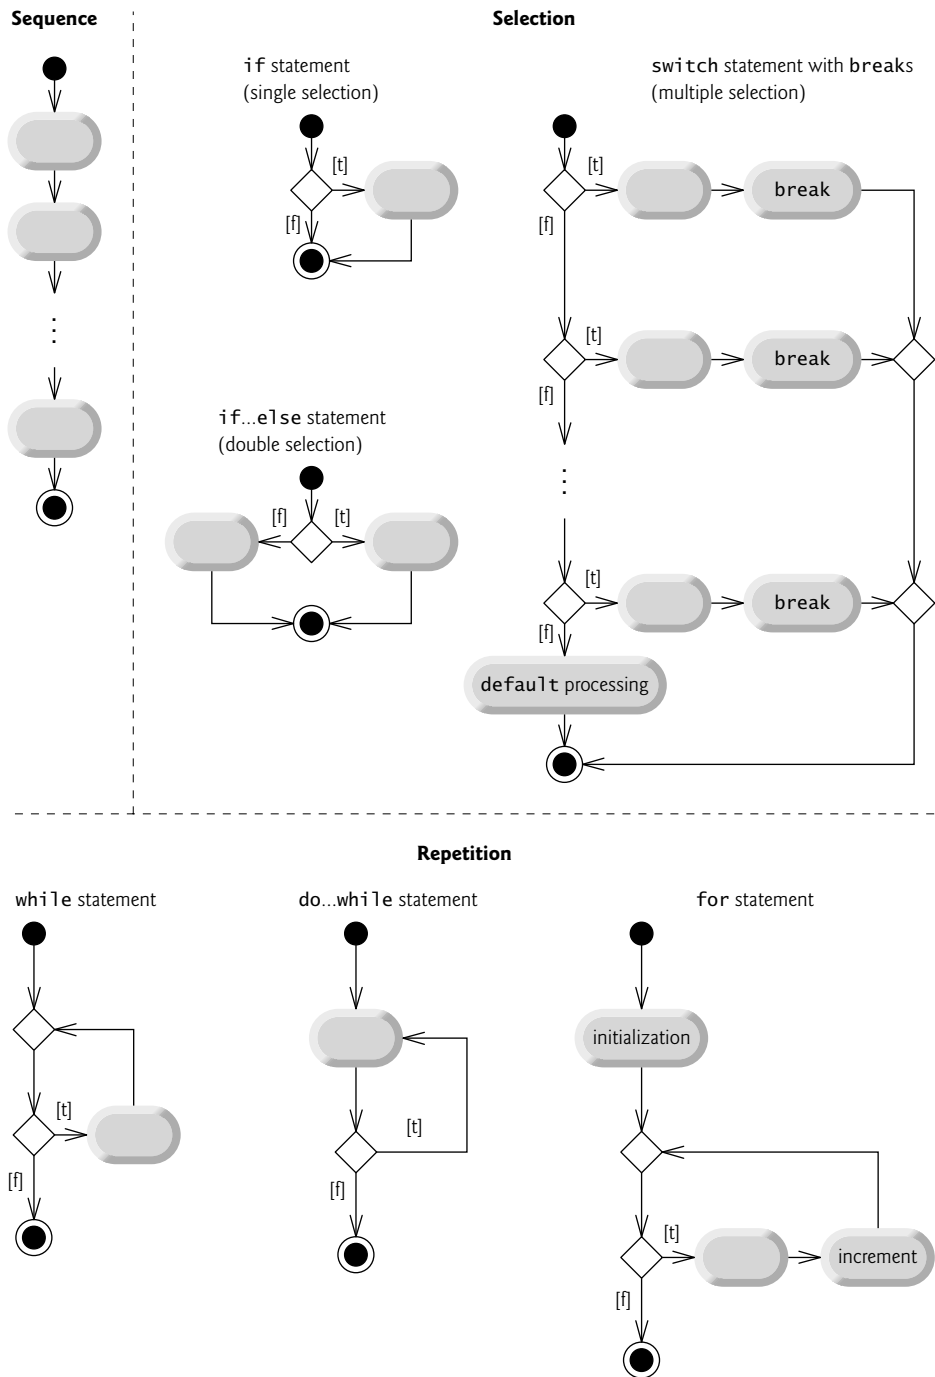 Sequence
Selection
if statement
(single selection)
[t]
[f]
switch statement with breaks
(multiple selection)
[t]
break
[f]
[t]
break
[f]
[t]
break
[f]
default processing
if...else statement
(double selection)
[f]
[t]
Repetition
while statement
[t]
[f]
do...while statement
[t]
[f]
for statement
initialization
[t]
increment
[f]